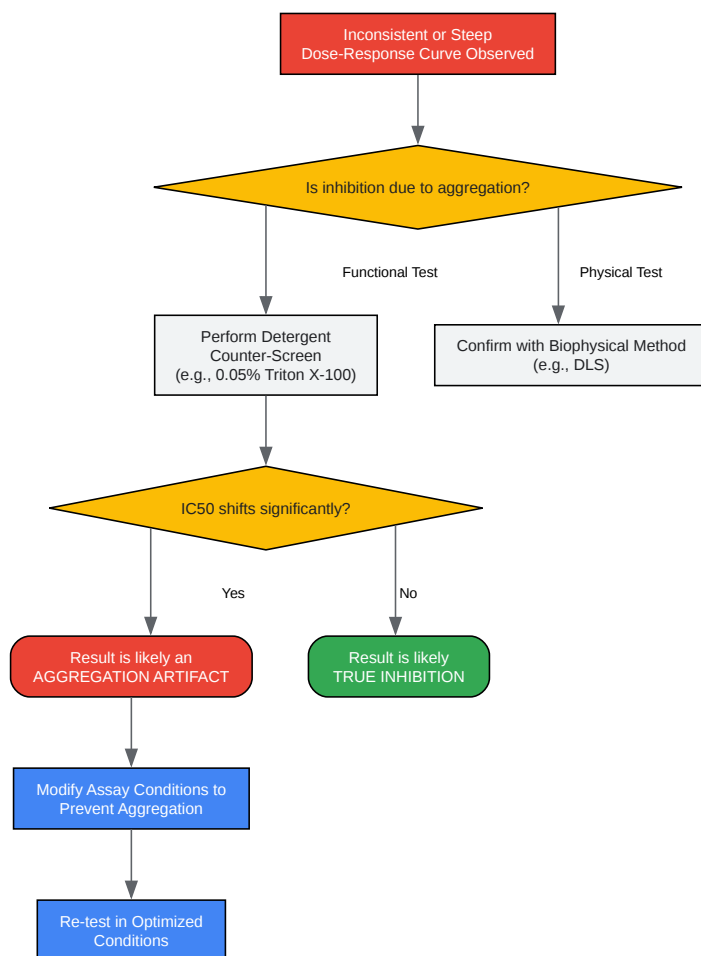 Inconsistent or Steep
Dose-Response Curve Observed
Is inhibition due to aggregation?
Functional Test
Physical Test
Perform Detergent
Counter-Screen
(e.g., 0.05% Triton X-100)
Confirm with Biophysical Method
(e.g., DLS)
IC50 shifts significantly?
Yes
No
Result is likely an
AGGREGATION ARTIFACT
Result is likely
TRUE INHIBITION
Modify Assay Conditions to
Prevent Aggregation
Re-test in Optimized
Conditions